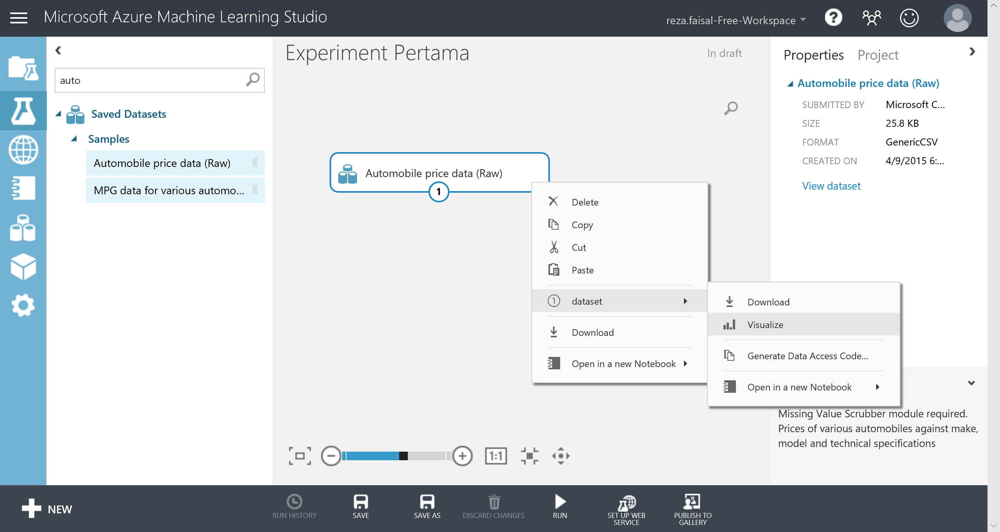 Microsoft Azure Machine Learning Studio
reza.faisal-Free-Workspace
?
auto
Saved Datasets
Samples
Automobile price data (Raw)
MPG data for various automo...
Experiment Pertama
In draft
Automobile price data (Raw)
1
Delete
Copy
Cut
Paste
1 dataset
Download
Open in a new Notebook
Download
Visualize
Generate Data Access Code...
Open in a new Notebook
Properties Project
Automobile price data (Raw)
SUBMITTED BY Microsoft C...
SIZE 25.8 KB
FORMAT GenericCSV
CREATED ON 4/9/2015 6:...
View dataset
Missing Value Scrubber module required.
Prices of various automobiles against make,
model and technical specifications
1:1
NEW
RUN HISTORY
SAVE
SAVE AS
DISCARD CHANGES
RUN
SET UP WEB
SERVICE
PUBLISH TO
GALLERY